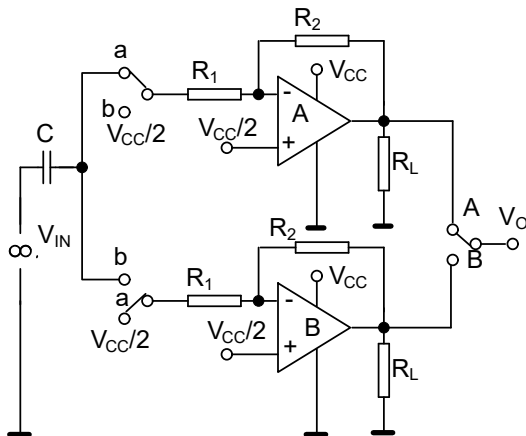 R2
a
R1
VCC
b
VCC/2
VCC/2
-
A
+
C
RL
A
VO
VIN
B
R2
b
a
R1
VCC
VCC/2
VCC/2
-
B
+
RL